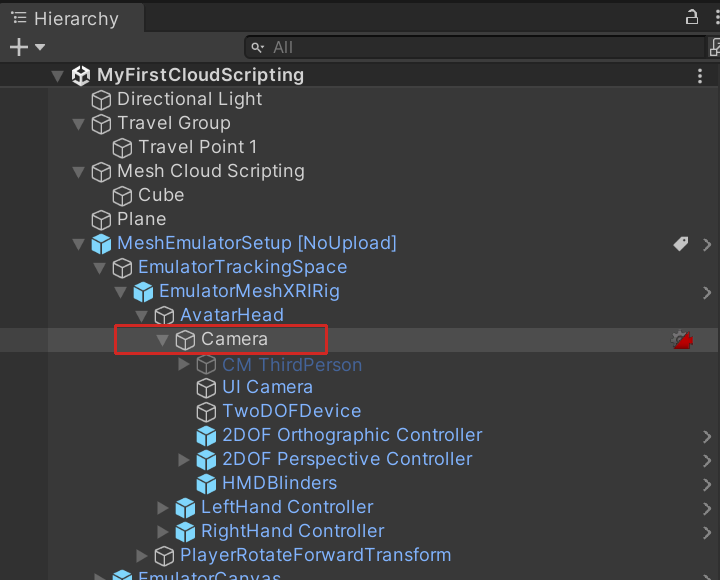 Hierarchy
All
MyFirstCloudScripting
Directional Light
Travel Group
Travel Point 1
Mesh Cloud Scripting
Cube
Plane
MeshEmulatorSetup [NoUpload]
EmulatorTrackingSpace
EmulatorMeshXRIRig
AvatarHead
Camera
CM ThirdPerson
UI Camera
TwoDOFDevice
2DOF Orthographic Controller
2DOF Perspective Controller
HMDBlinders
LeftHand Controller
RightHand Controller
PlayerRotateForwardTransform
EmulatorCanvas